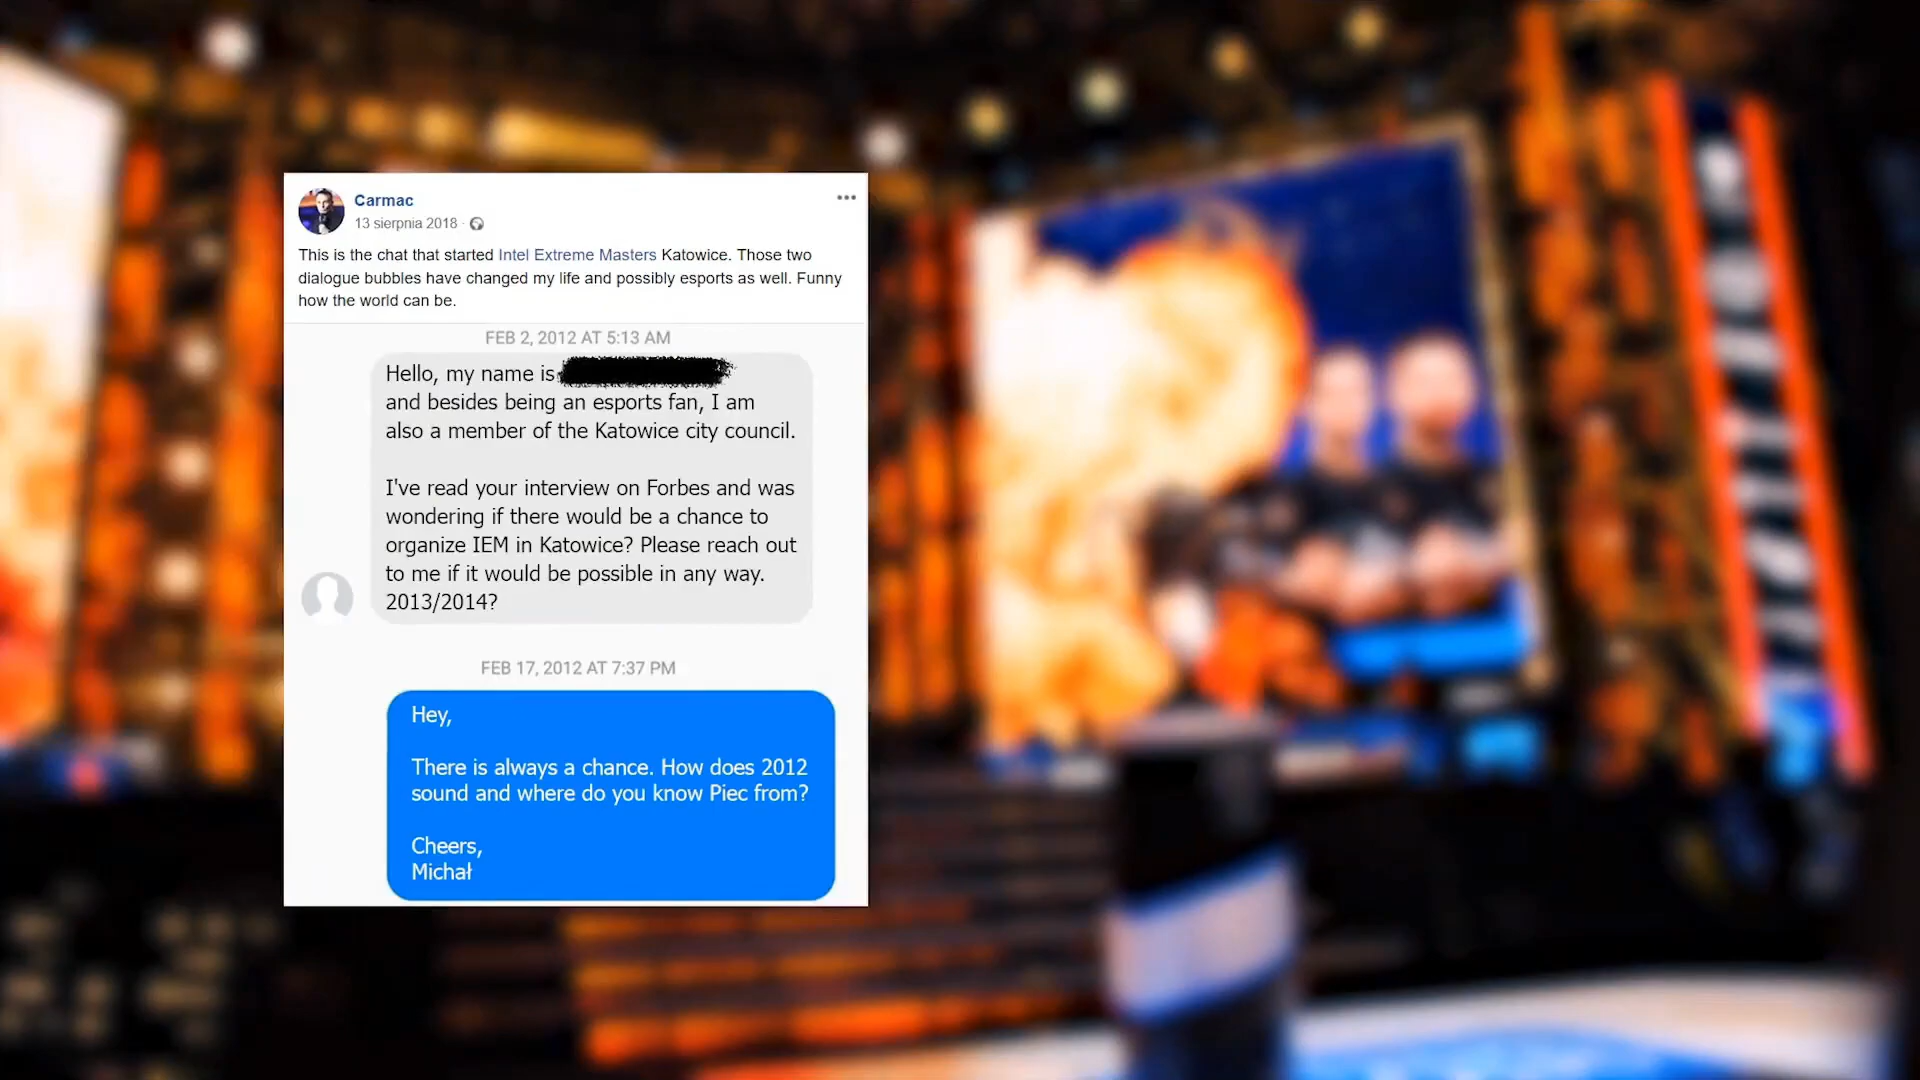 Carmac
13 sierpnia 2018 ·
This is the chat that started Intel Extreme Masters Katowice. Those two
dialogue bubbles have changed my life and possibly esports as well. Funny
how the world can be.
FEB 2, 2012 AT 5:13 AM
Hello, my name is
and besides being an esports fan, I am
also a member of the Katowice city council.
I've read your interview on Forbes and was
wondering if there would be a chance to
organize IEM in Katowice? Please reach out
to me if it would be possible in any way.
2013/2014?
FEB 17, 2012 AT 7:37 PM
Hey,
There is always a chance. How does 2012
sound and where do you know Piec from?
Cheers,
Michał